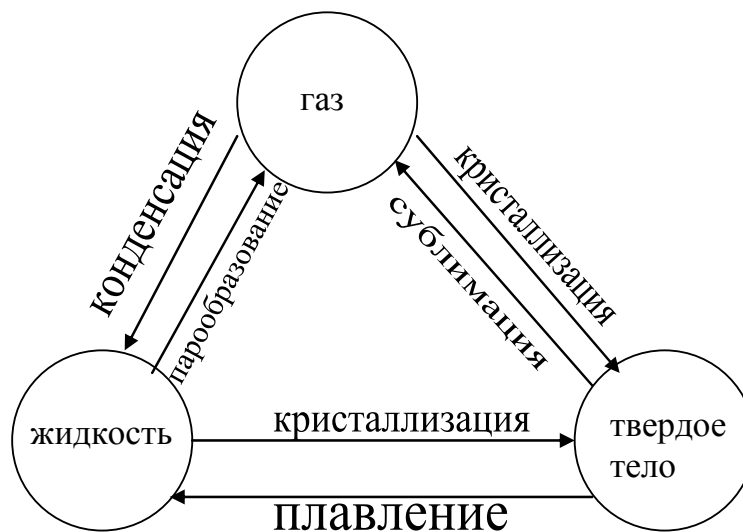 газ
конденсация
парообразование
сублимация
кристаллизация
жидкость
кристаллизация
твердое
тело
плавление